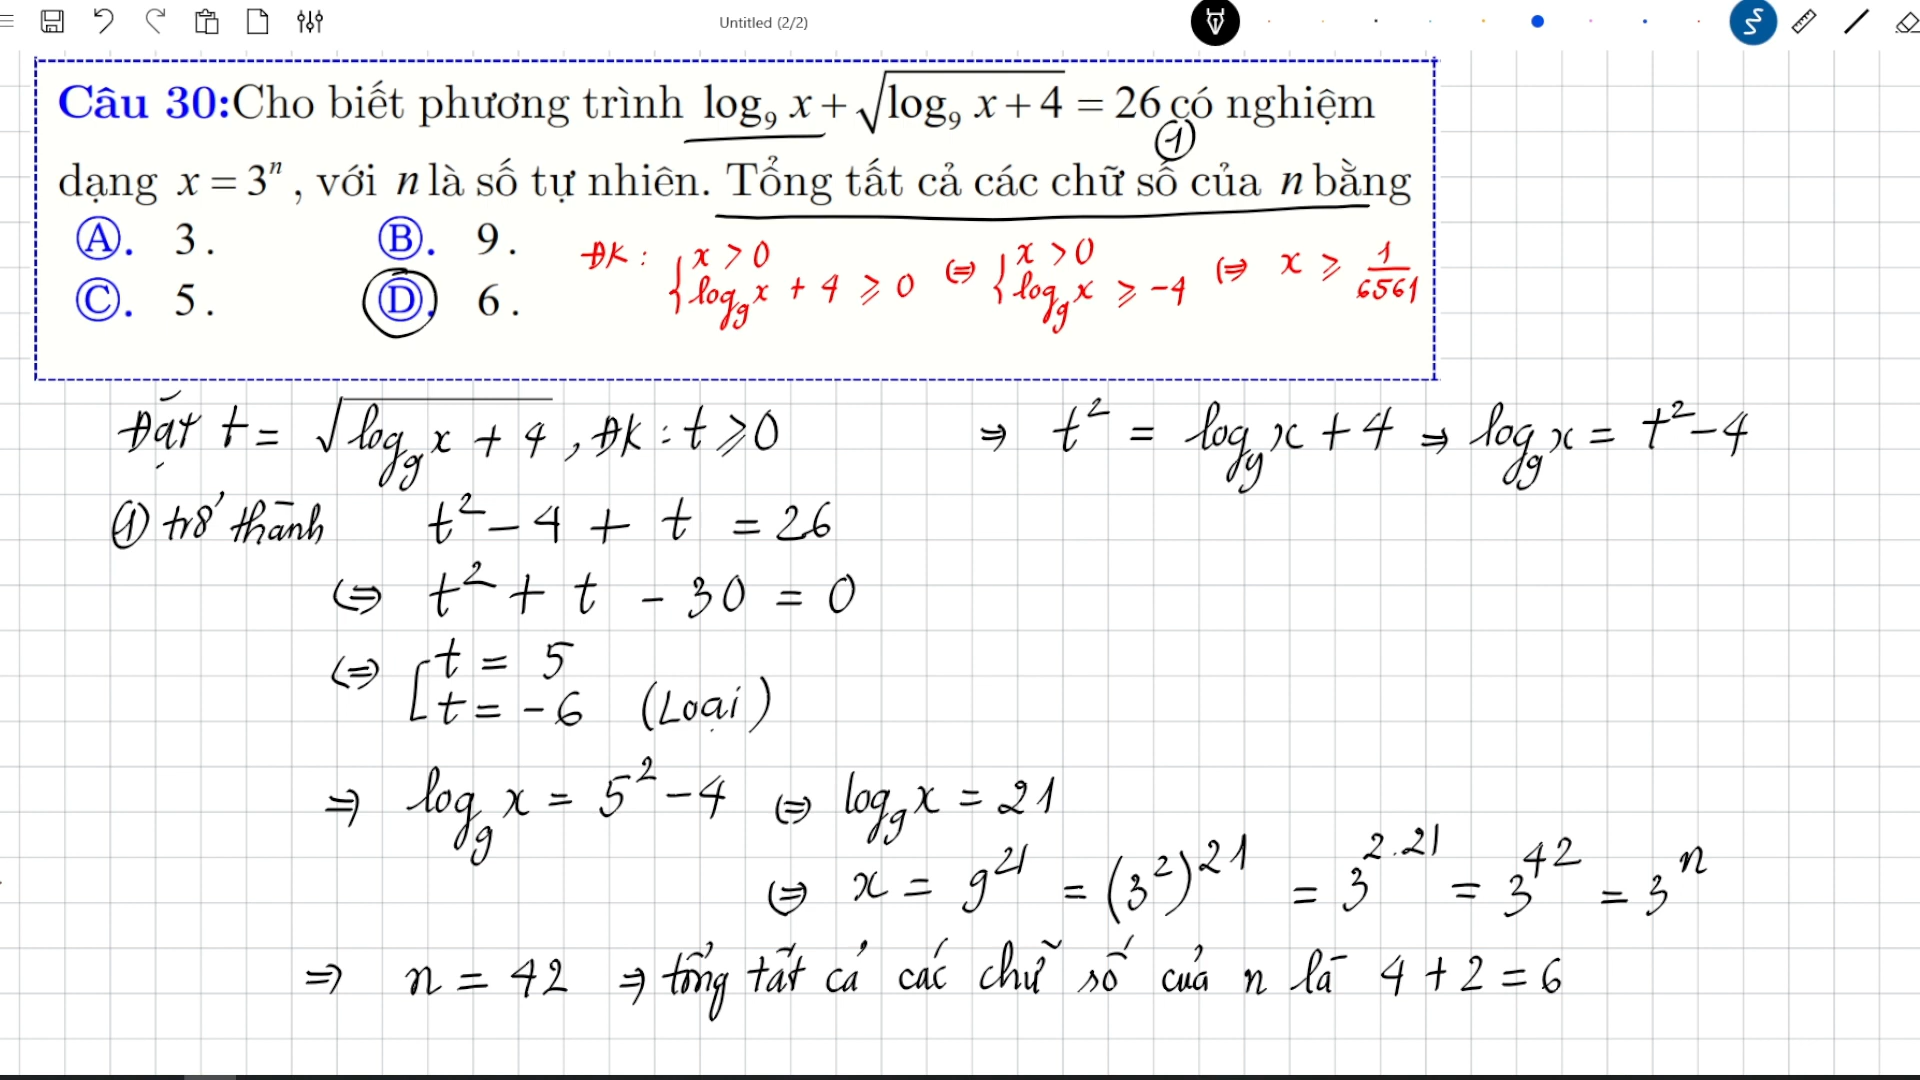 Untitled (2/2)
Câu 30:Cho biết phương trình log₉ x + √(log₉ x + 4) = 26 có nghiệm
①
dạng x = 3ⁿ, với n là số tự nhiên. Tổng tất cả các chữ số của n bằng
Ⓐ. 3. Ⓑ. 9.
Ⓒ. 5. Ⓓ. 6.
ĐK: { x > 0 ; log₉ x + 4 ⩾ 0 ⇔ { x > 0 ; log₉ x ⩾ -4 ⇔ x ⩾ 1/6561
Đặt t = √(log₉ x + 4), ĐK: t ⩾ 0 ⇒ t² = log₉ x + 4 ⇒ log₉ x = t² - 4
① trở thành t² - 4 + t = 26
⇔ t² + t - 30 = 0
⇔ [ t = 5
t = -6 (Loại)
⇒ log₉ x = 5² - 4 ⇔ log₉ x = 21
⇔ x = 9²¹ = (3²)²¹ = 3^(2.21) = 3⁴² = 3ⁿ
⇒ n = 42 ⇒ tổng tất cả các chữ số của n là 4 + 2 = 6